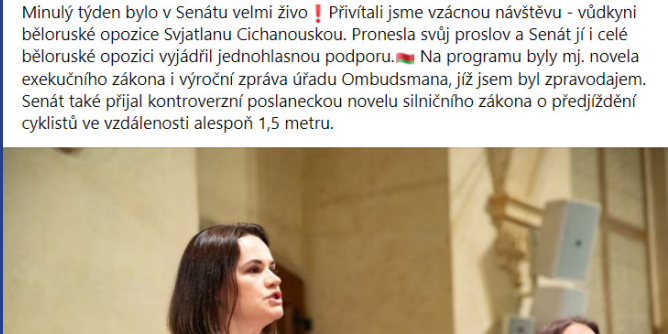 Minulý týden bylo v Senátu velmi živo❗Přivítali jsme vzácnou návštěvu - vůdkyni
běloruské opozice Svjatlanu Cichanouskou. Pronesla svůj proslov a Senát jí i celé
běloruské opozici vyjádřil jednohlasnou podporu.🇧🇾 Na programu byly mj. novela
exekučního zákona i výroční zpráva úřadu Ombudsmana, jíž jsem byl zpravodajem.
Senát také přijal kontroverzní poslaneckou novelu silničního zákona o předjíždění
cyklistů ve vzdálenosti alespoň 1,5 metru.